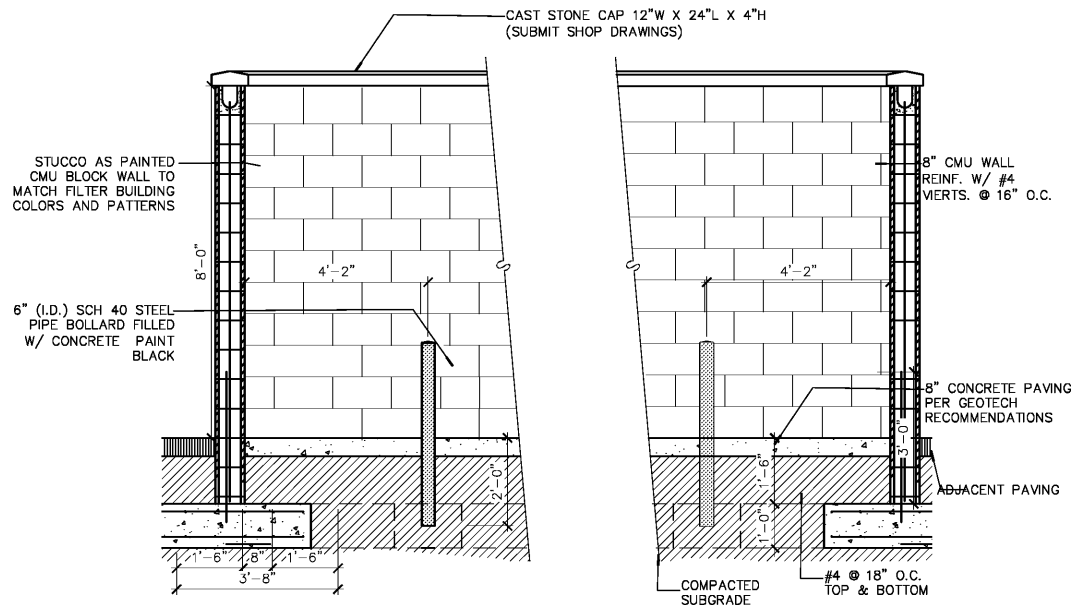 CAST STONE CAP 12"W X 24"L X 4"H
(SUBMIT SHOP DRAWINGS)
STUCCO AS PAINTED
CMU BLOCK WALL TO
MATCH FILTER BUILDING
COLORS AND PATTERNS
8" CMU WALL
REINF. W/ #4
VIERTS. @ 16" O.C.
8'-0"
4'-2"
4'-2"
6" (I.D.) SCH 40 STEEL
PIPE BOLLARD FILLED
W/ CONCRETE PAINT
BLACK
8" CONCRETE PAVING
PER GEOTECH
RECOMMENDATIONS
3'-0"
2'-0"
1'-6"
1'-0"
ADJACENT PAVING
1'-6"
8"
1'-6"
3'-8"
COMPACTED
SUBGRADE
#4 @ 18" O.C.
TOP & BOTTOM